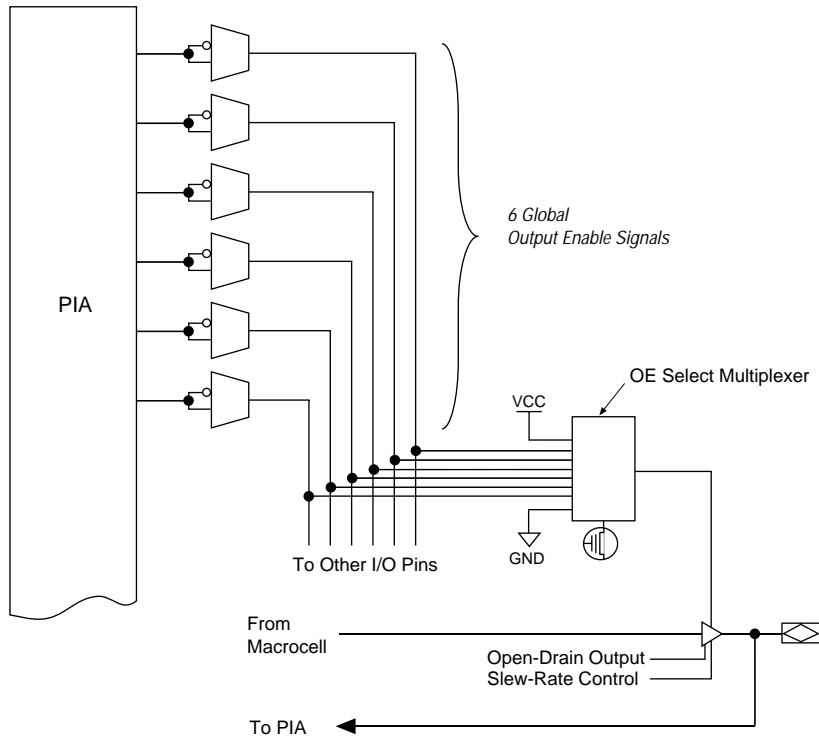 PIA
6 Global
Output Enable Signals
OE Select Multiplexer
VCC
GND
To Other I/O Pins
From
Macrocell
Open-Drain Output
Slew-Rate Control
To PIA